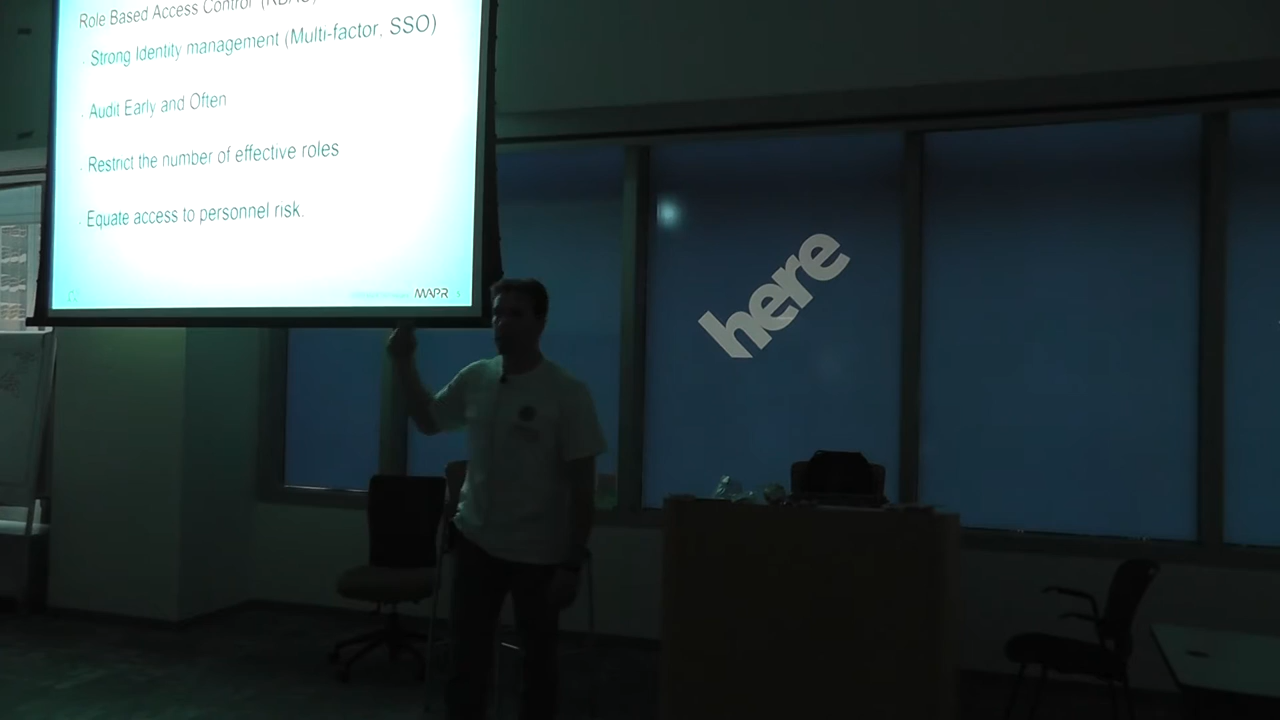 Role Based Access Control (RBAC)
Strong Identity management (Multi-factor, SSO)
Audit Early and Often
Restrict the number of effective roles
Equate access to personnel risk.
MAPR
here